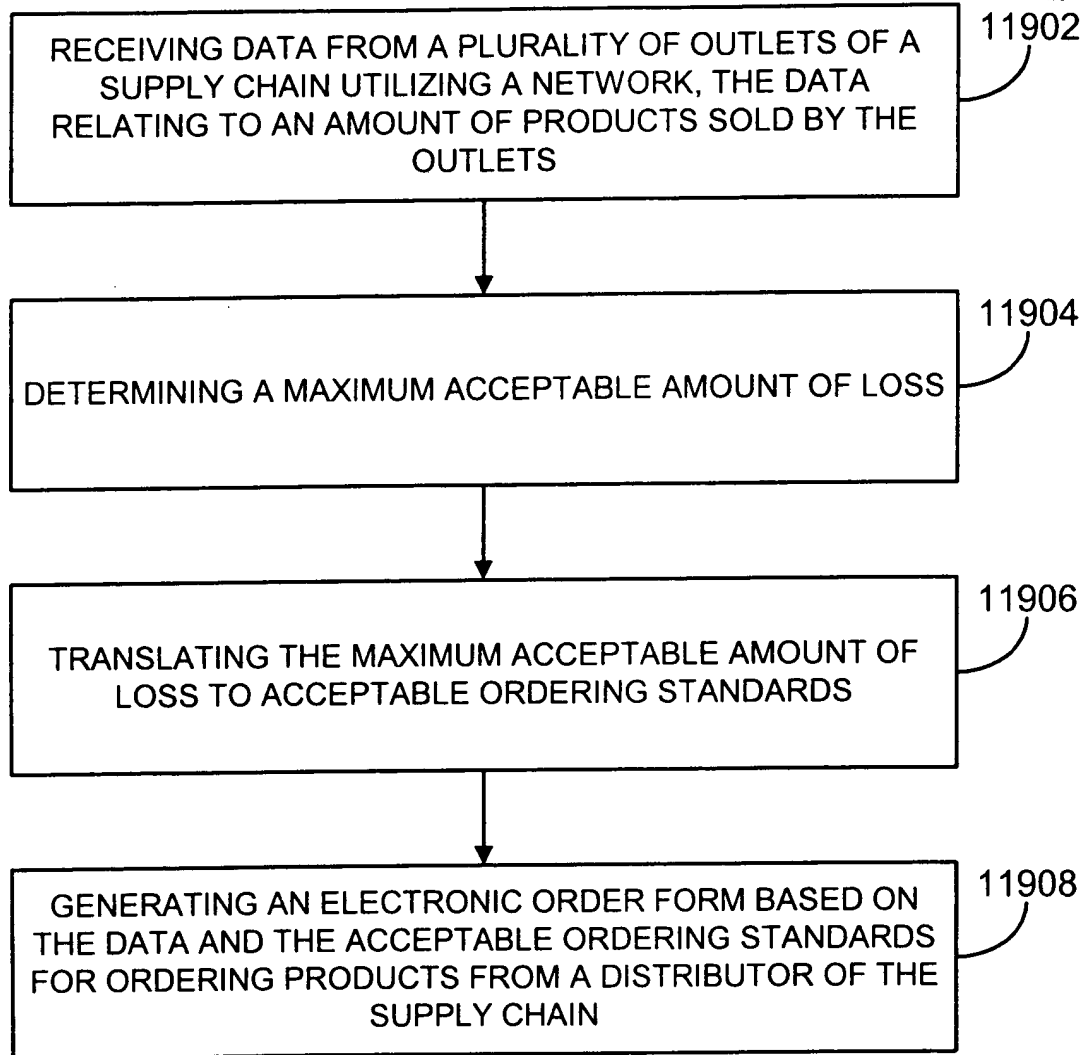 11902
RECEIVING DATA FROM A PLURALITY OF OUTLETS OF A
SUPPLY CHAIN UTILIZING A NETWORK, THE DATA
RELATING TO AN AMOUNT OF PRODUCTS SOLD BY THE
OUTLETS
11904
DETERMINING A MAXIMUM ACCEPTABLE AMOUNT OF LOSS
11906
TRANSLATING THE MAXIMUM ACCEPTABLE AMOUNT OF
LOSS TO ACCEPTABLE ORDERING STANDARDS
11908
GENERATING AN ELECTRONIC ORDER FORM BASED ON
THE DATA AND THE ACCEPTABLE ORDERING STANDARDS
FOR ORDERING PRODUCTS FROM A DISTRIBUTOR OF THE
SUPPLY CHAIN